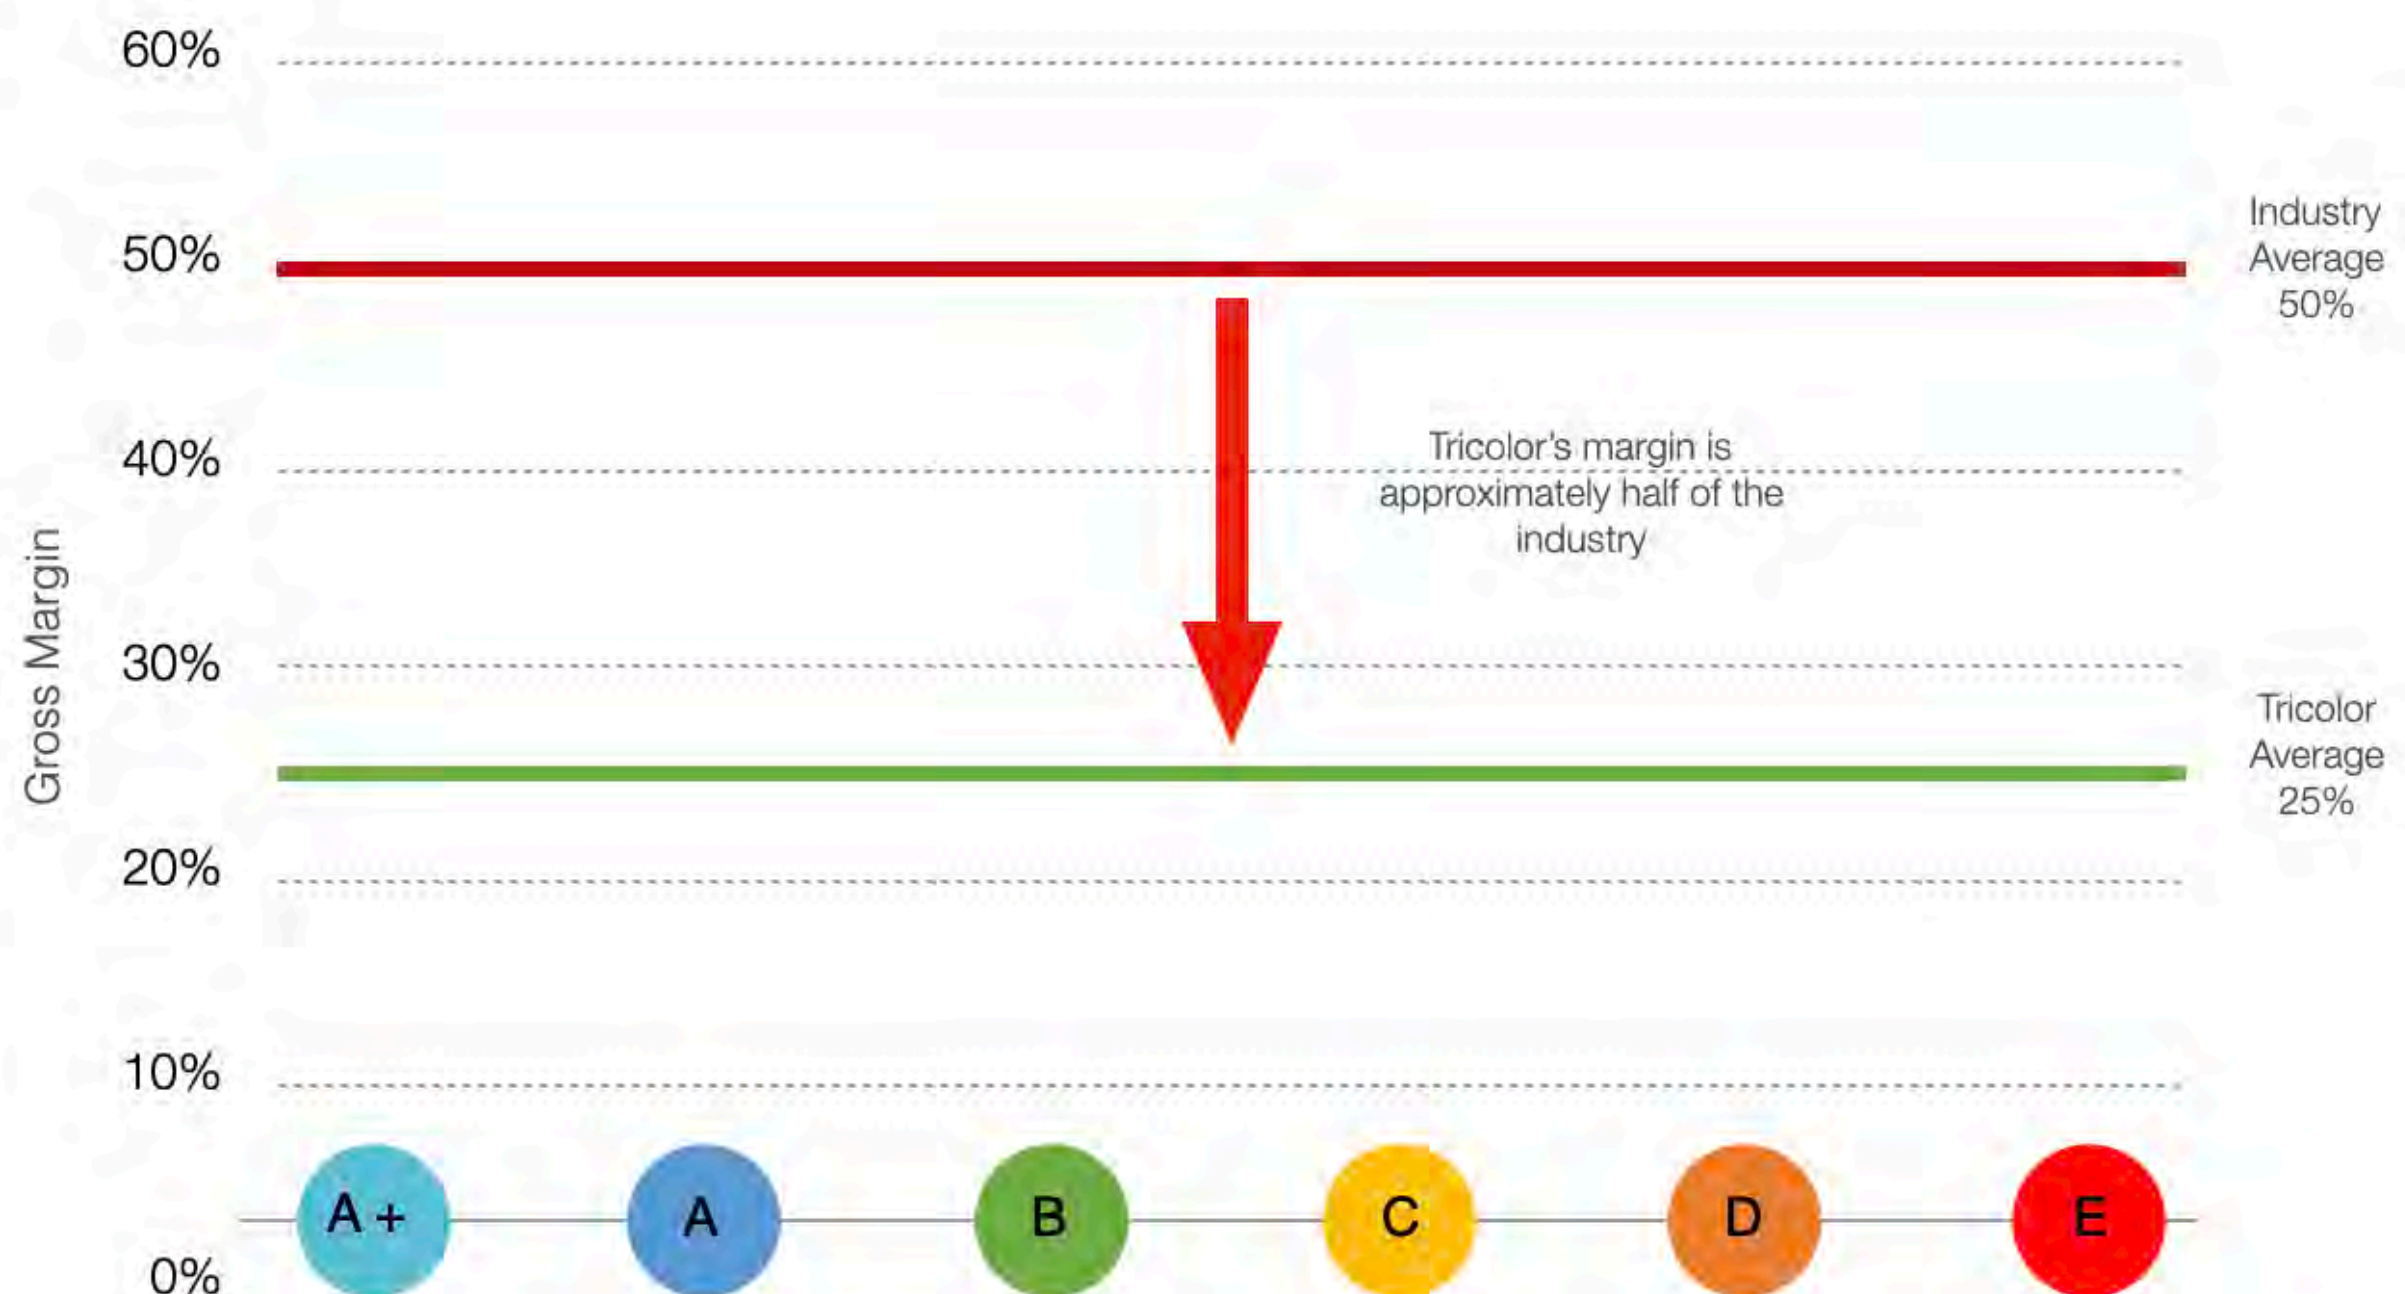 60%
50%
40%
30%
20%
10%
0%
Gross Margin
Industry
Average
50%
Tricolor's margin is
approximately half of the
industry
Tricolor
Average
25%
A +
A
B
C
D
E